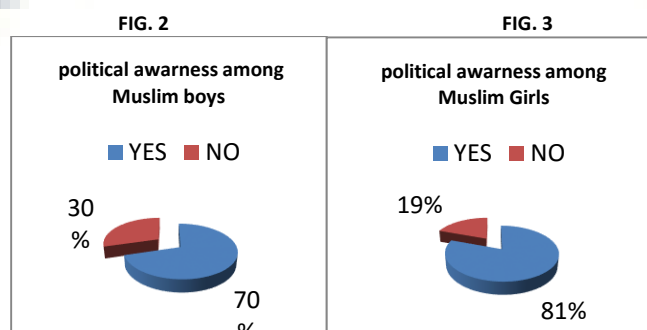 FIG. 2
FIG. 3
political awarness among
Muslim boys
YES NO
30
%
70
%
political awarness among
Muslim Girls
YES NO
19%
81%